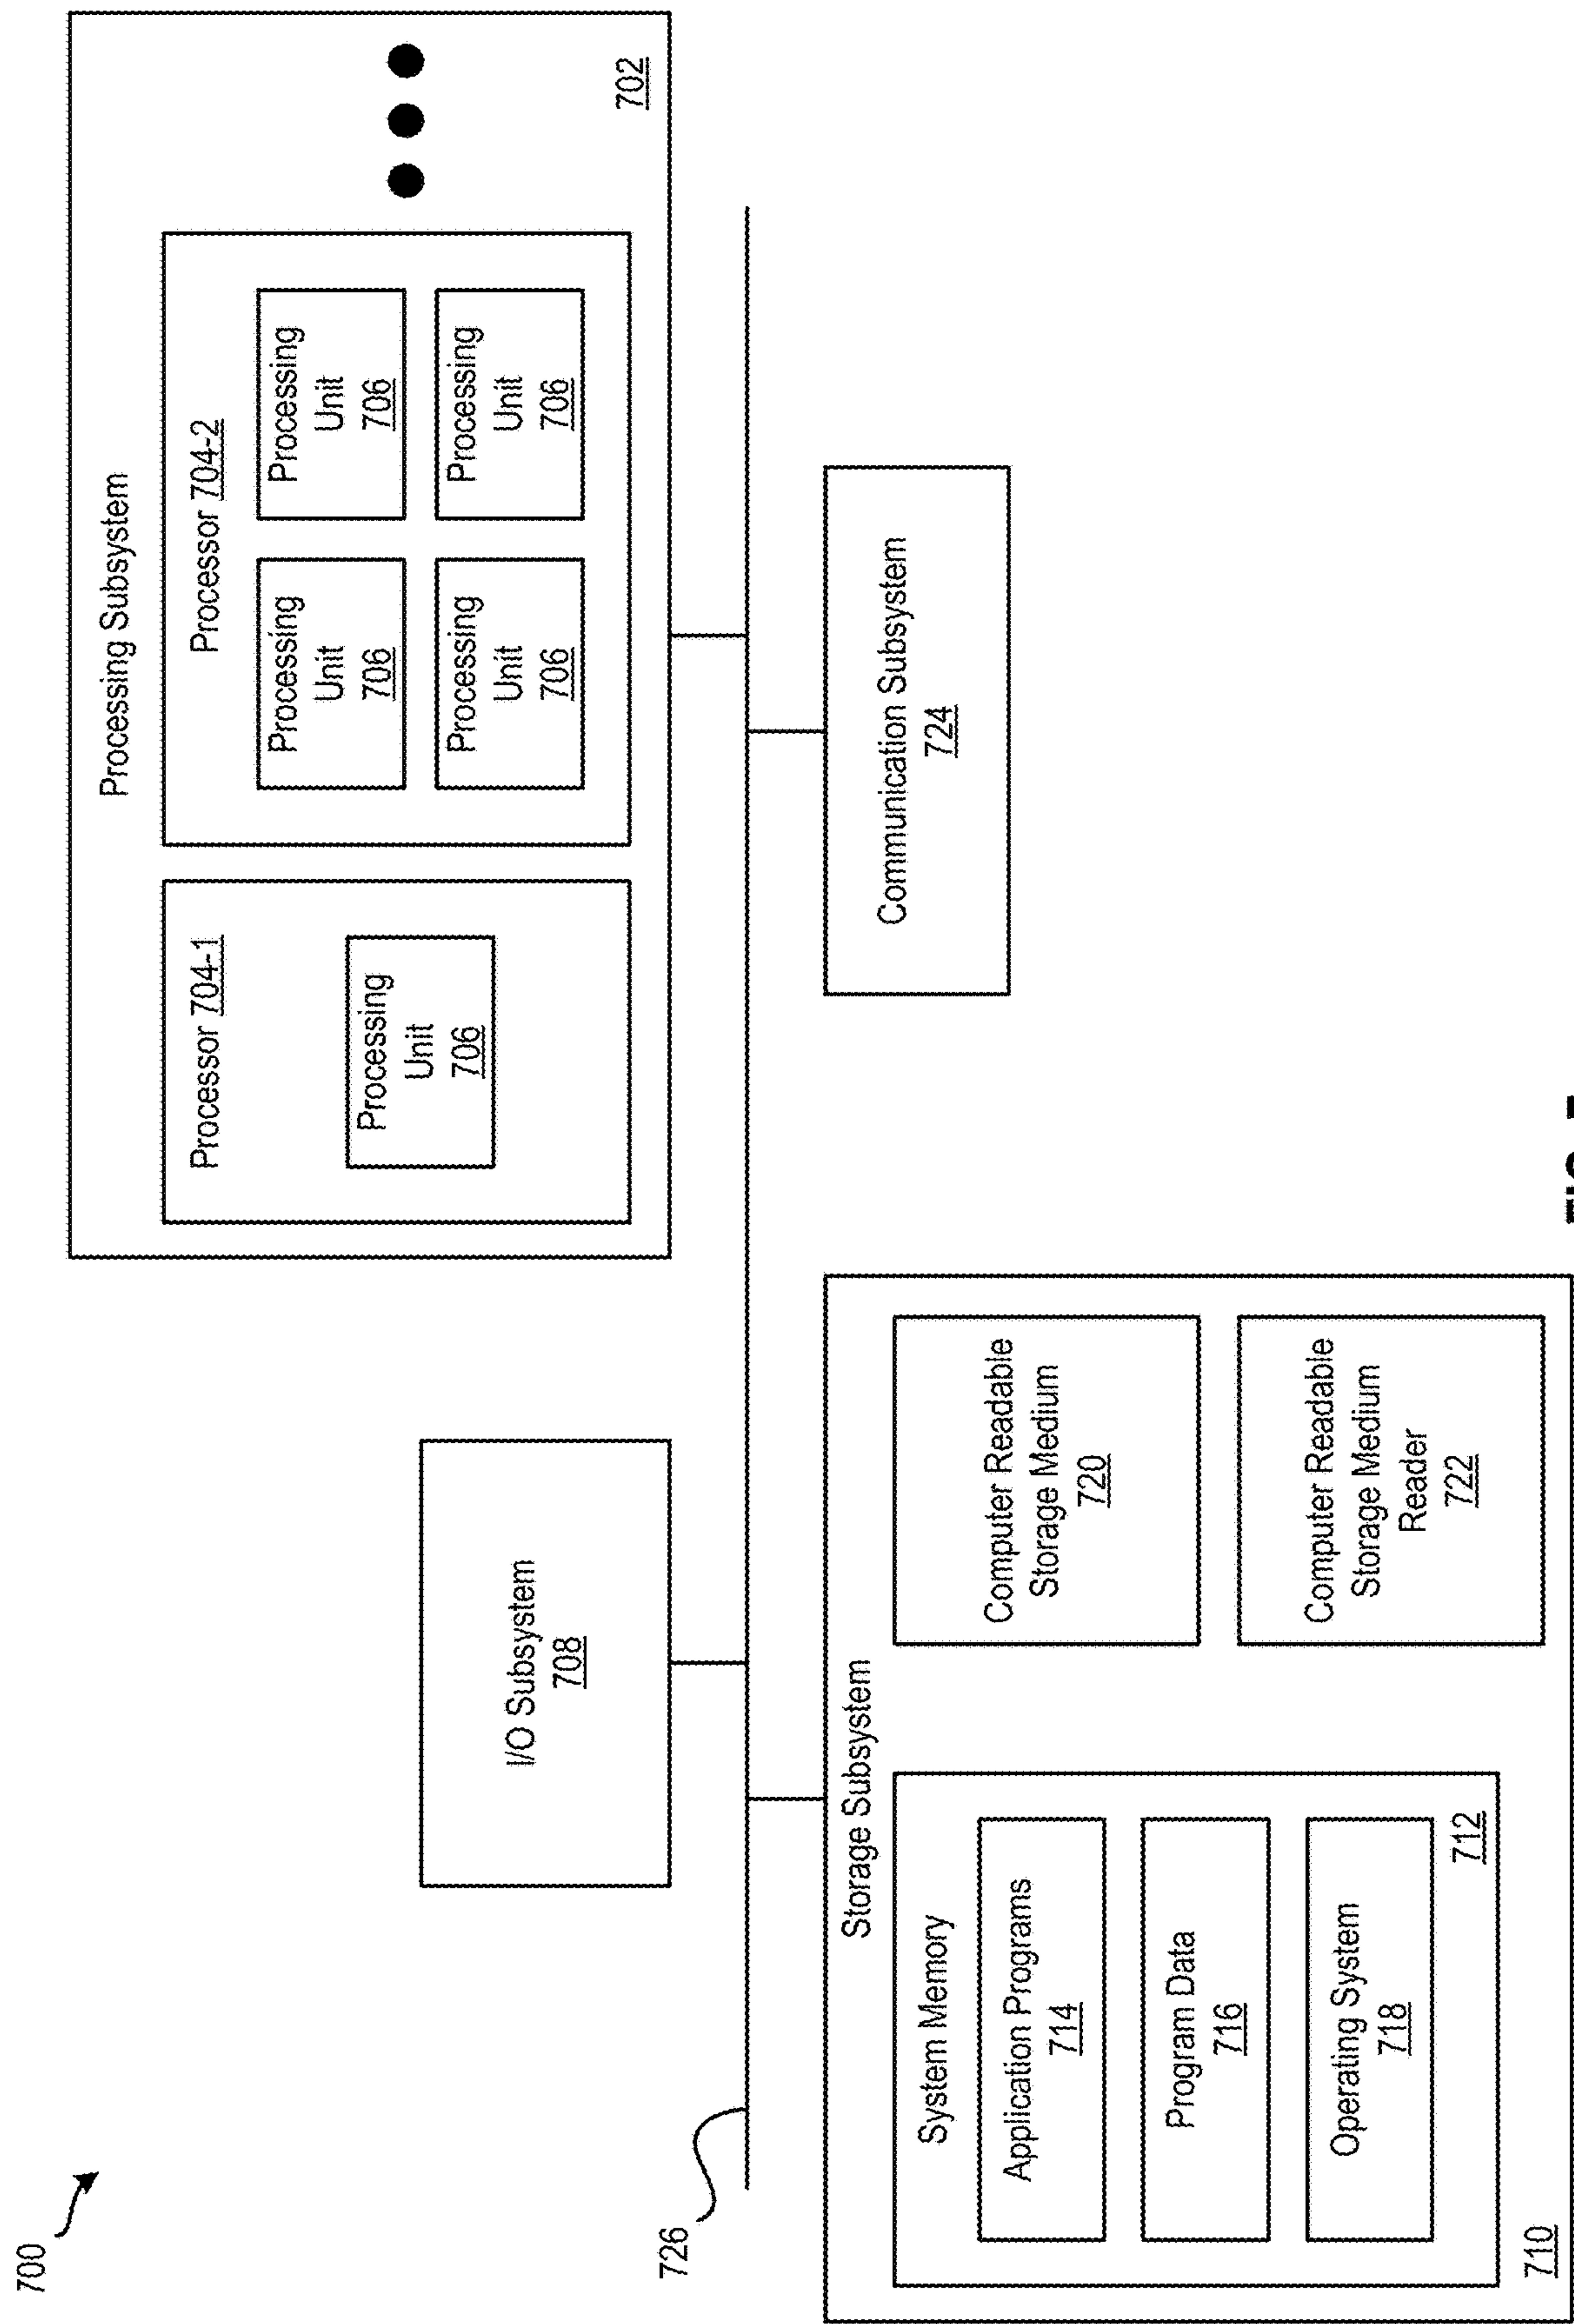 700
Processing Subsystem
Processor 704-1
Processing
Unit
706
Processor 704-2
Processing
Unit
706
Processing
Unit
706
Processing
Unit
706
Processing
Unit
706
702
I/O Subsystem
708
726
Storage Subsystem
System Memory
Application Programs
714
Program Data
716
Operating System
718
712
Computer Readable
Storage Medium
720
Computer Readable
Storage Medium
Reader
722
710
Communication Subsystem
724